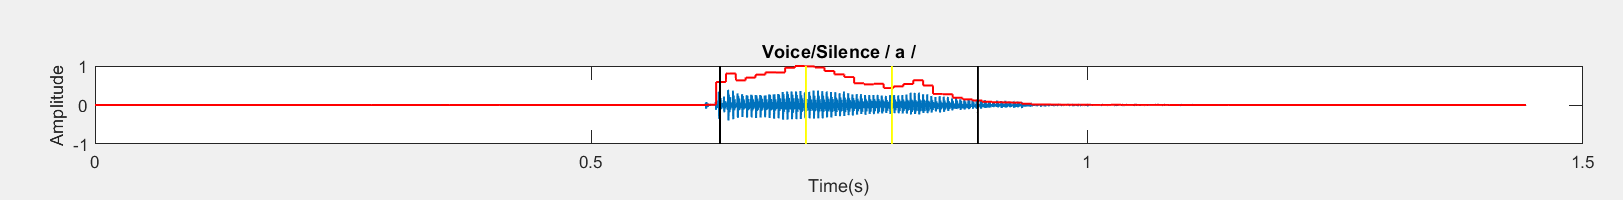 Voice/Silence / a /
Amplitude
1
0
-1
0 0.5 1 1.5
Time(s)